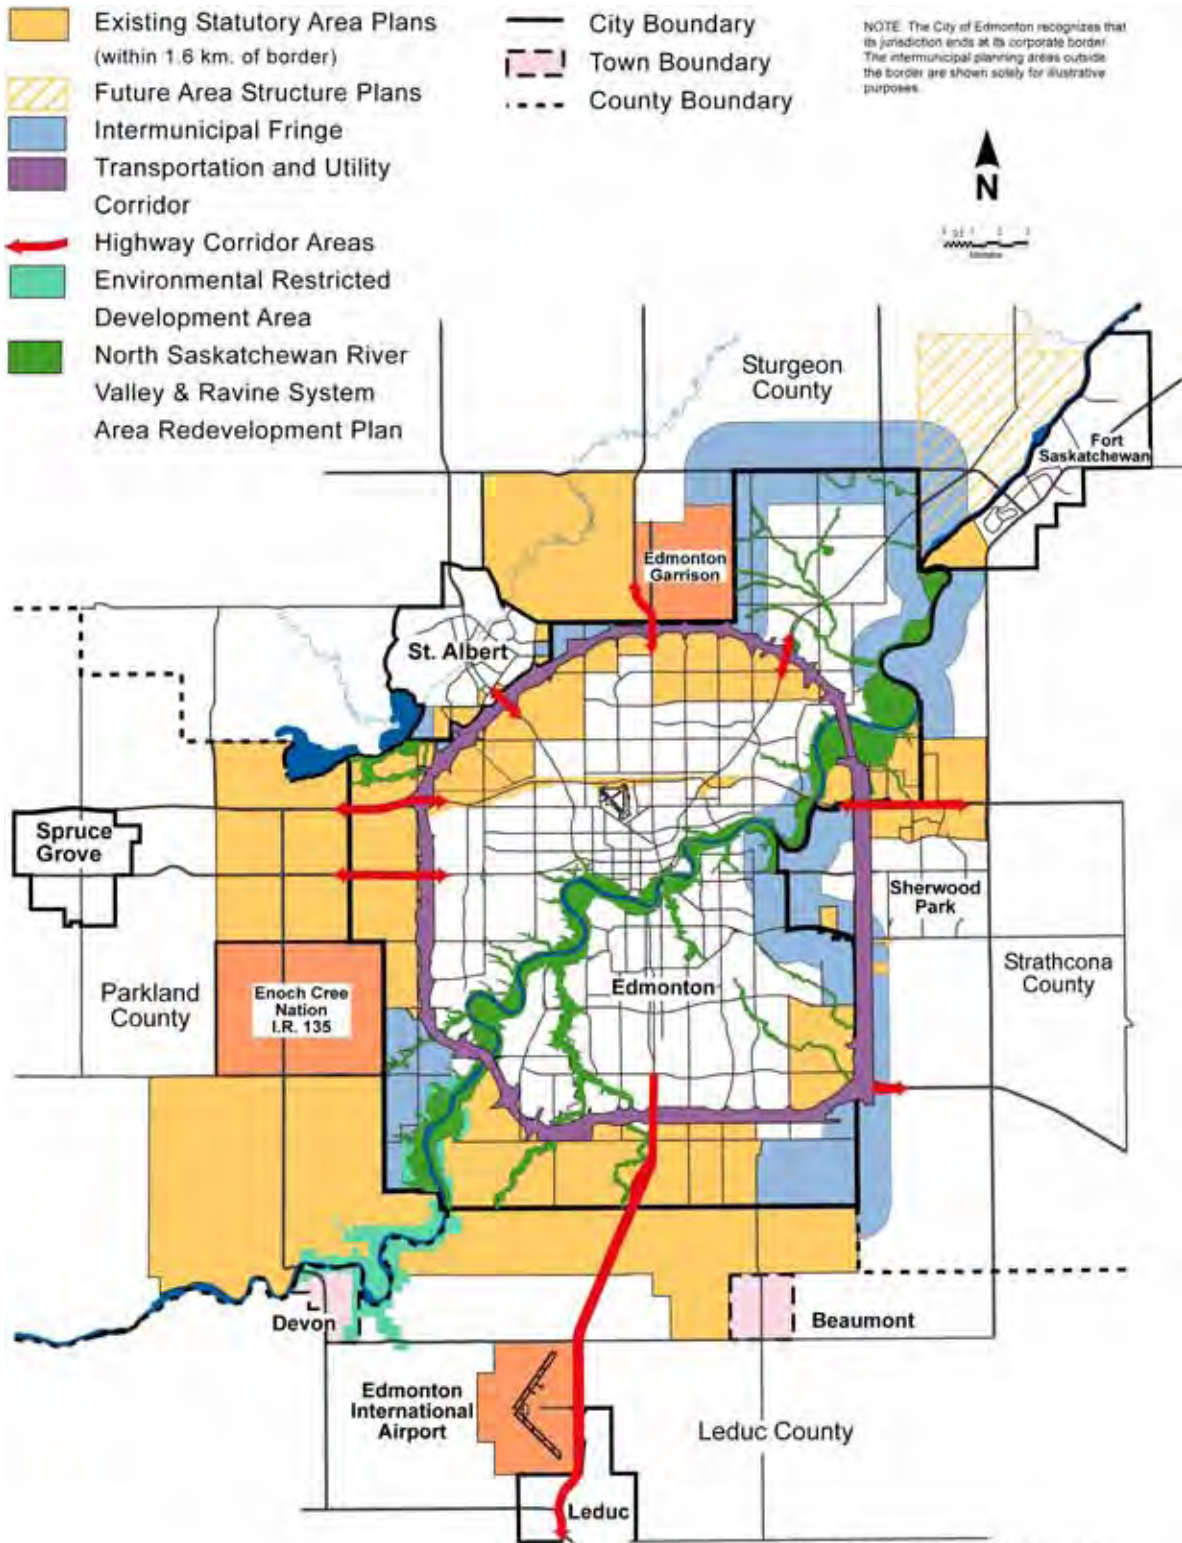 Existing Statutory Area Plans
(within 1.6 km. of border)
Future Area Structure Plans
Intermunicipal Fringe
Transportation and Utility
Corridor
Highway Corridor Areas
Environmental Restricted
Development Area
North Saskatchewan River
Valley & Ravine System
Area Redevelopment Plan
City Boundary
Town Boundary
County Boundary
NOTE: The City of Edmonton recognizes that
its jurisdiction ends at its corporate border.
The intermunicipal planning areas outside
the border are shown solely for illustrative
purposes.
N
Sturgeon
County
Fort
Saskatchewan
Edmonton
Garrison
St. Albert
Spruce
Grove
Sherwood
Park
Strathcona
County
Parkland
County
Enoch Cree
Nation
I.R. 135
Edmonton
Devon
Beaumont
Edmonton
International
Airport
Leduc County
Leduc